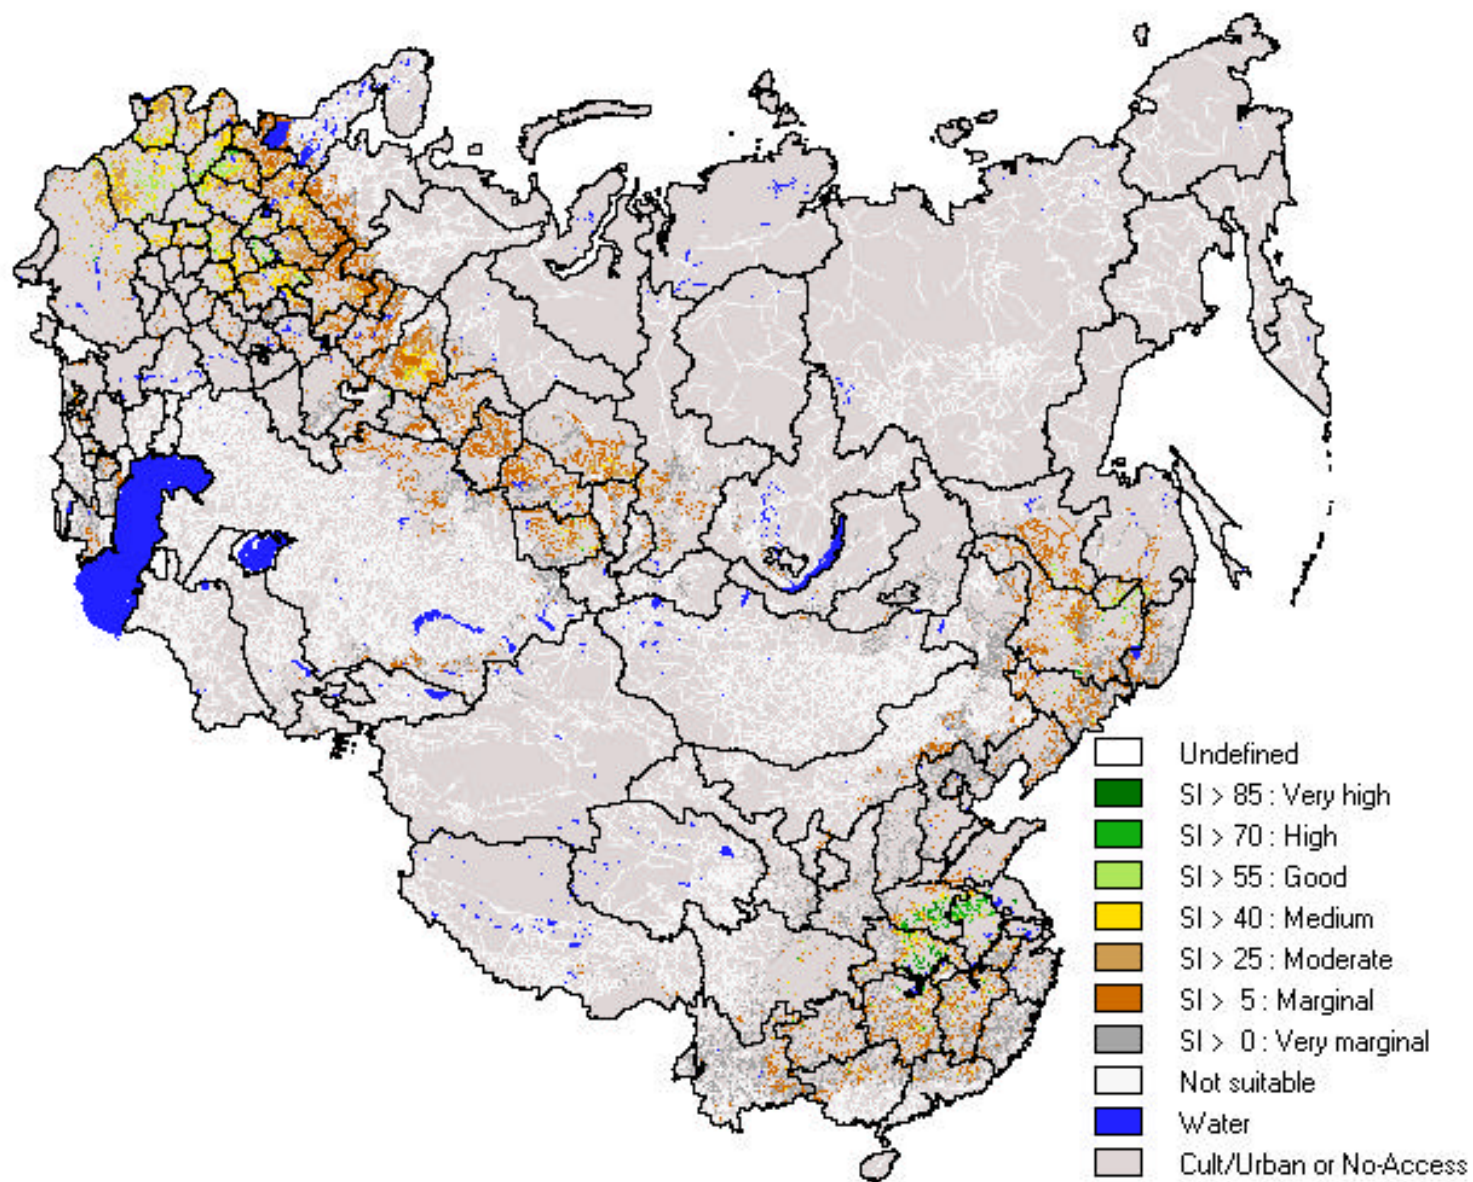 Undefined
SI > 85 : Very high
SI > 70 : High
SI > 55 : Good
SI > 40 : Medium
SI > 25 : Moderate
SI > 5 : Marginal
SI > 0 : Very marginal
Not suitable
Water
Cult/Urban or No-Access